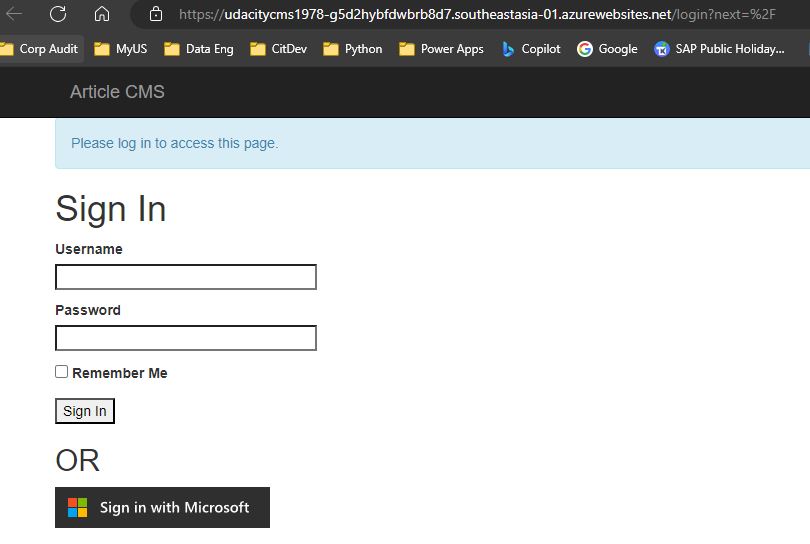 https://udacitycms1978-g5d2hybfdwbrb8d7.southeastasia-01.azurewebsites.net/login?next=%2F
Corp Audit MyUS Data Eng CitDev Python Power Apps Copilot Google SAP Public Holiday...
Article CMS
Please log in to access this page.
Sign In
Username
Password
Remember Me
Sign In
OR
Sign in with Microsoft